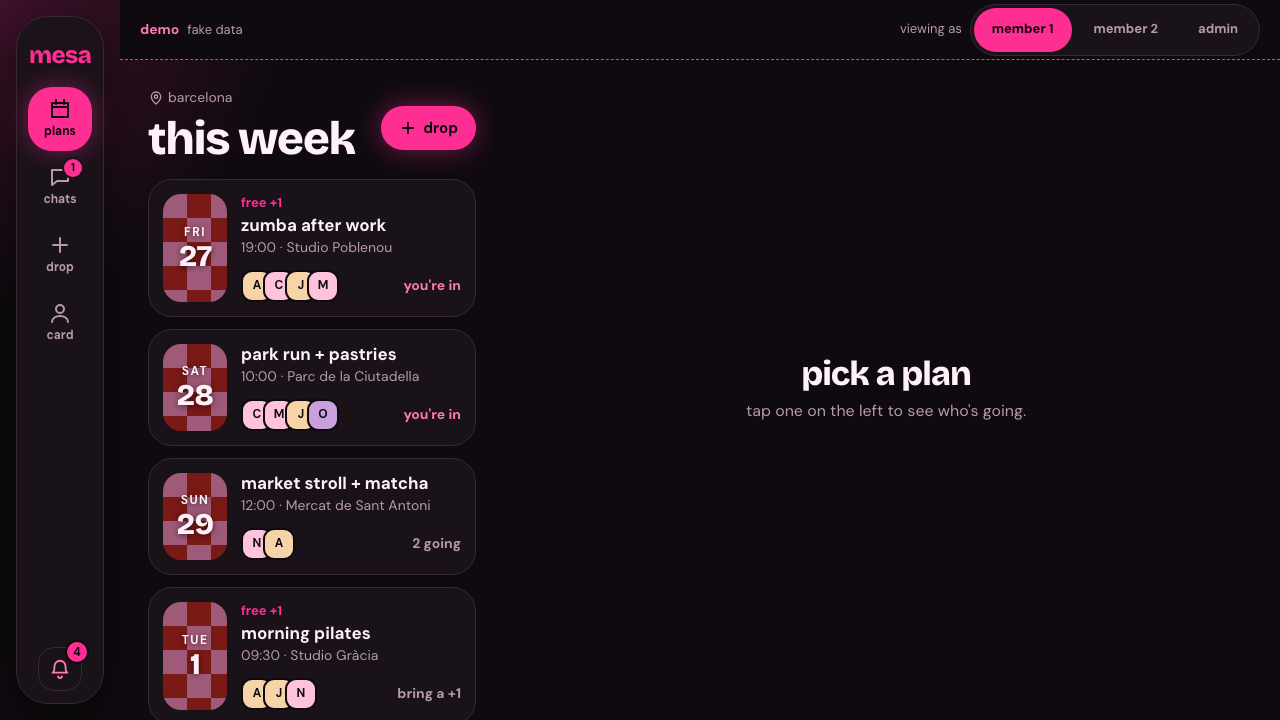 mesa
plans
1
chats
drop
card
4
demo fake data
viewing as member 1 member 2 admin
barcelona
this week
drop
FRI
27
free +1
zumba after work
19:00 · Studio Poblenou
A C J M
you're in
SAT
28
park run + pastries
10:00 · Parc de la Ciutadella
C M J O
you're in
SUN
29
market stroll + matcha
12:00 · Mercat de Sant Antoni
N A
2 going
TUE
1
free +1
morning pilates
09:30 · Studio Gràcia
A J N
bring a +1
pick a plan
tap one on the left to see who's going.